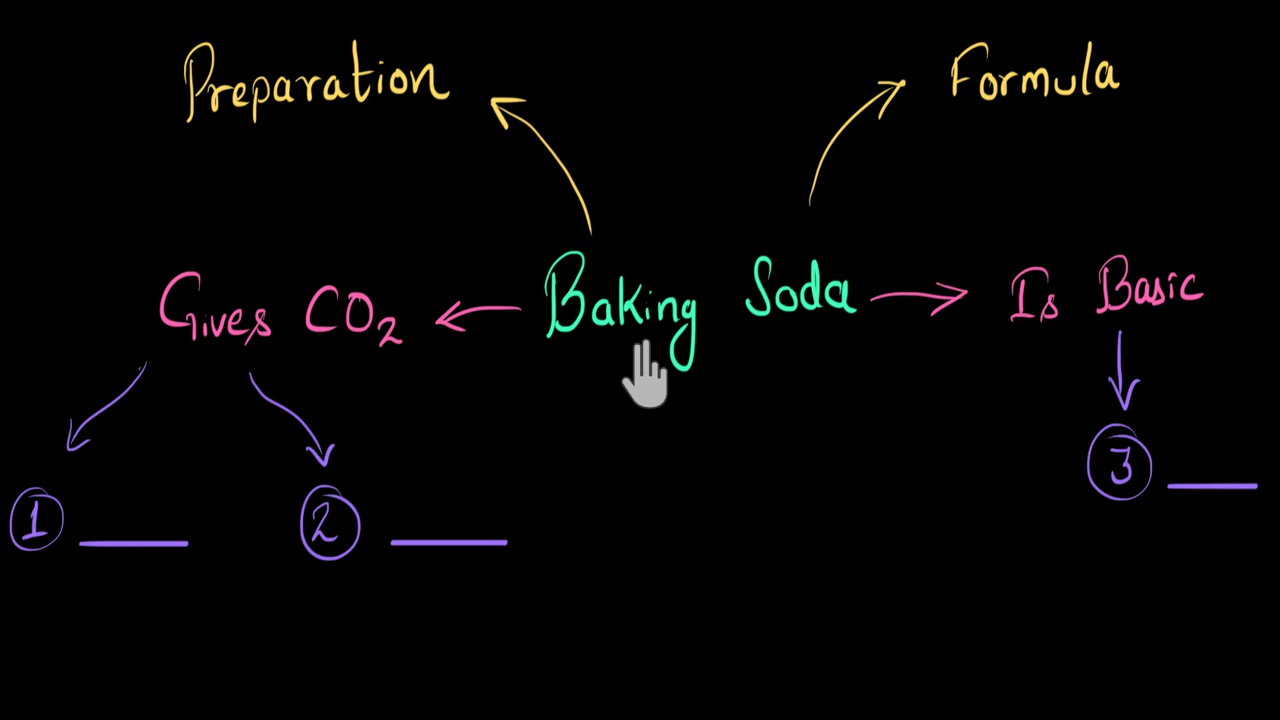 Preparation
Formula
Gives CO2
Baking Soda
Is Basic
3
1
2